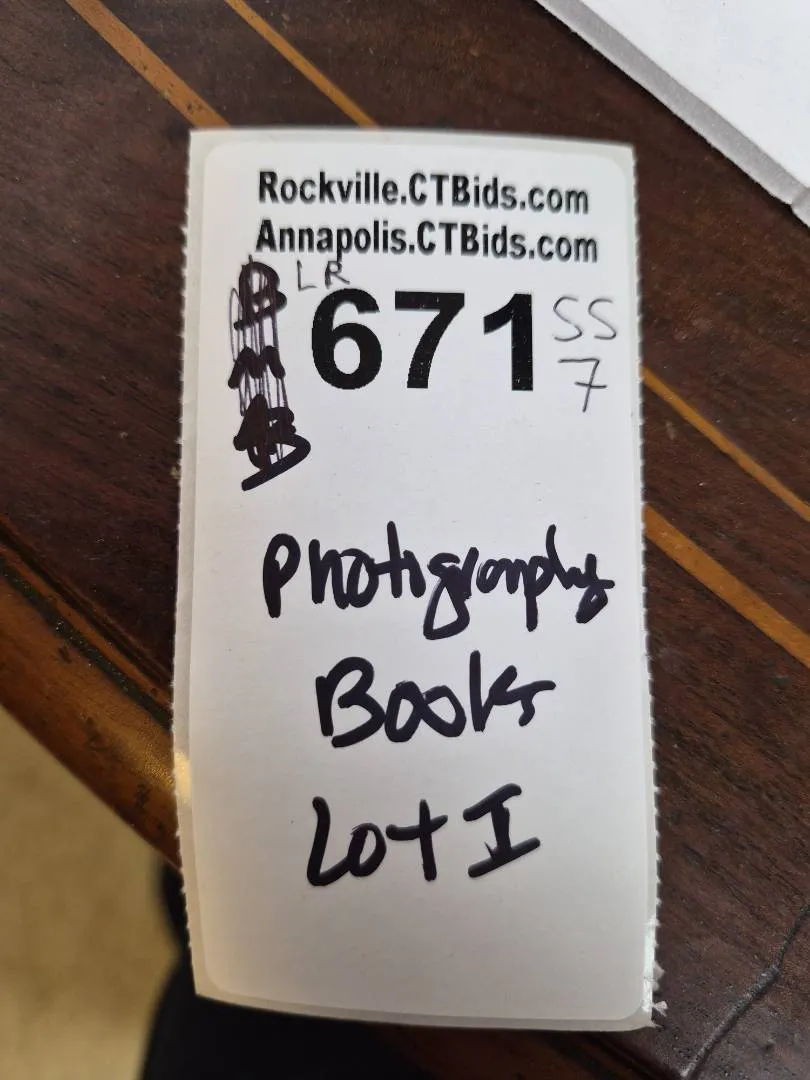 Rockville.CTBids.com
Annapolis.CTBids.com
LR
671 SS
7
Photography
Books
Lot I